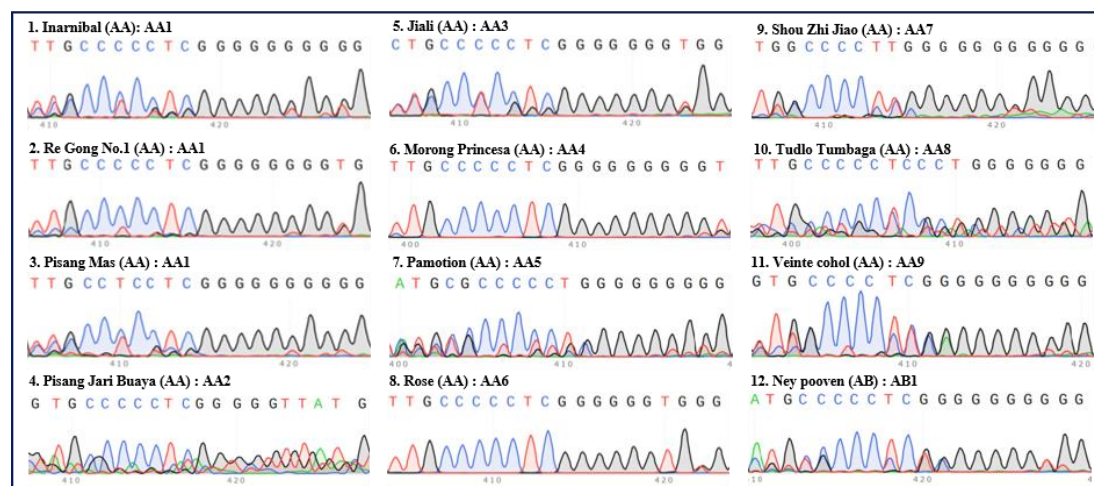 1. Inarnibal (AA): AA1
T T G C C C C C T C G G G G G G G G G G
410 420
2. Re Gong No.1 (AA) : AA1
T T G C C C C C T C G G G G G G G G T G
410 420
3. Pisang Mas (AA) : AA1
T T G C C T C C T C G G G G G G G G G G
410 420
4. Pisang Jari Buaya (AA) : AA2
G T G C C C C C T C G G G G G T T A T G
410 420
5. Jiali (AA) : AA3
C T G C C C C C T C G G G G G G G T G G
410 420
6. Morong Princesa (AA) : AA4
T T G C C C C C T C G G G G G G G G G T
400 410
7. Pamotion (AA) : AA5
A T G C G C C C C C T G G G G G G G G G
400 410
8. Rose (AA) : AA6
T T G C C C C C T C G G G G G G T G G G
410 420
9. Shou Zhi Jiao (AA) : AA7
T G G C C C C T T G G G G G G G G G G G
410 420
10. Tudlo Tumbaga (AA) : AA8
T T G C C C C C T C C C T G G G G G G G
400 410
11. Veinte cohol (AA) : AA9
G T G C C C C T C G G G G G G G G G G G
410 420
12. Ney pooven (AB) : AB1
A T G C C C C C T C G G G G G G G G G G
420